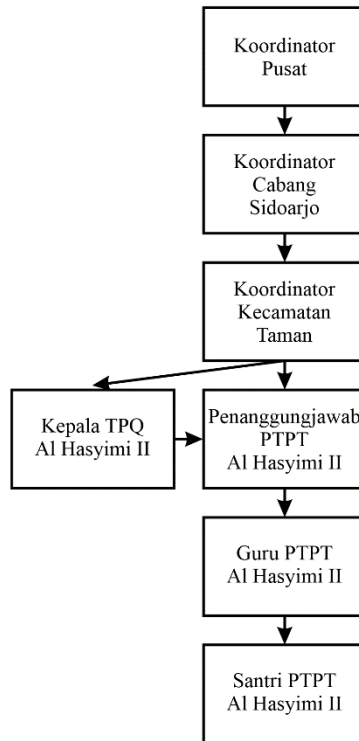 Koordinator
Pusat
Koordinator
Cabang
Sidoarjo
Koordinator
Kecamatan
Taman
Kepala TPQ
Al Hasyimi II
Penanggungjawab
PTPT
Al Hasyimi II
Guru PTPT
Al Hasyimi II
Santri PTPT
Al Hasyimi II